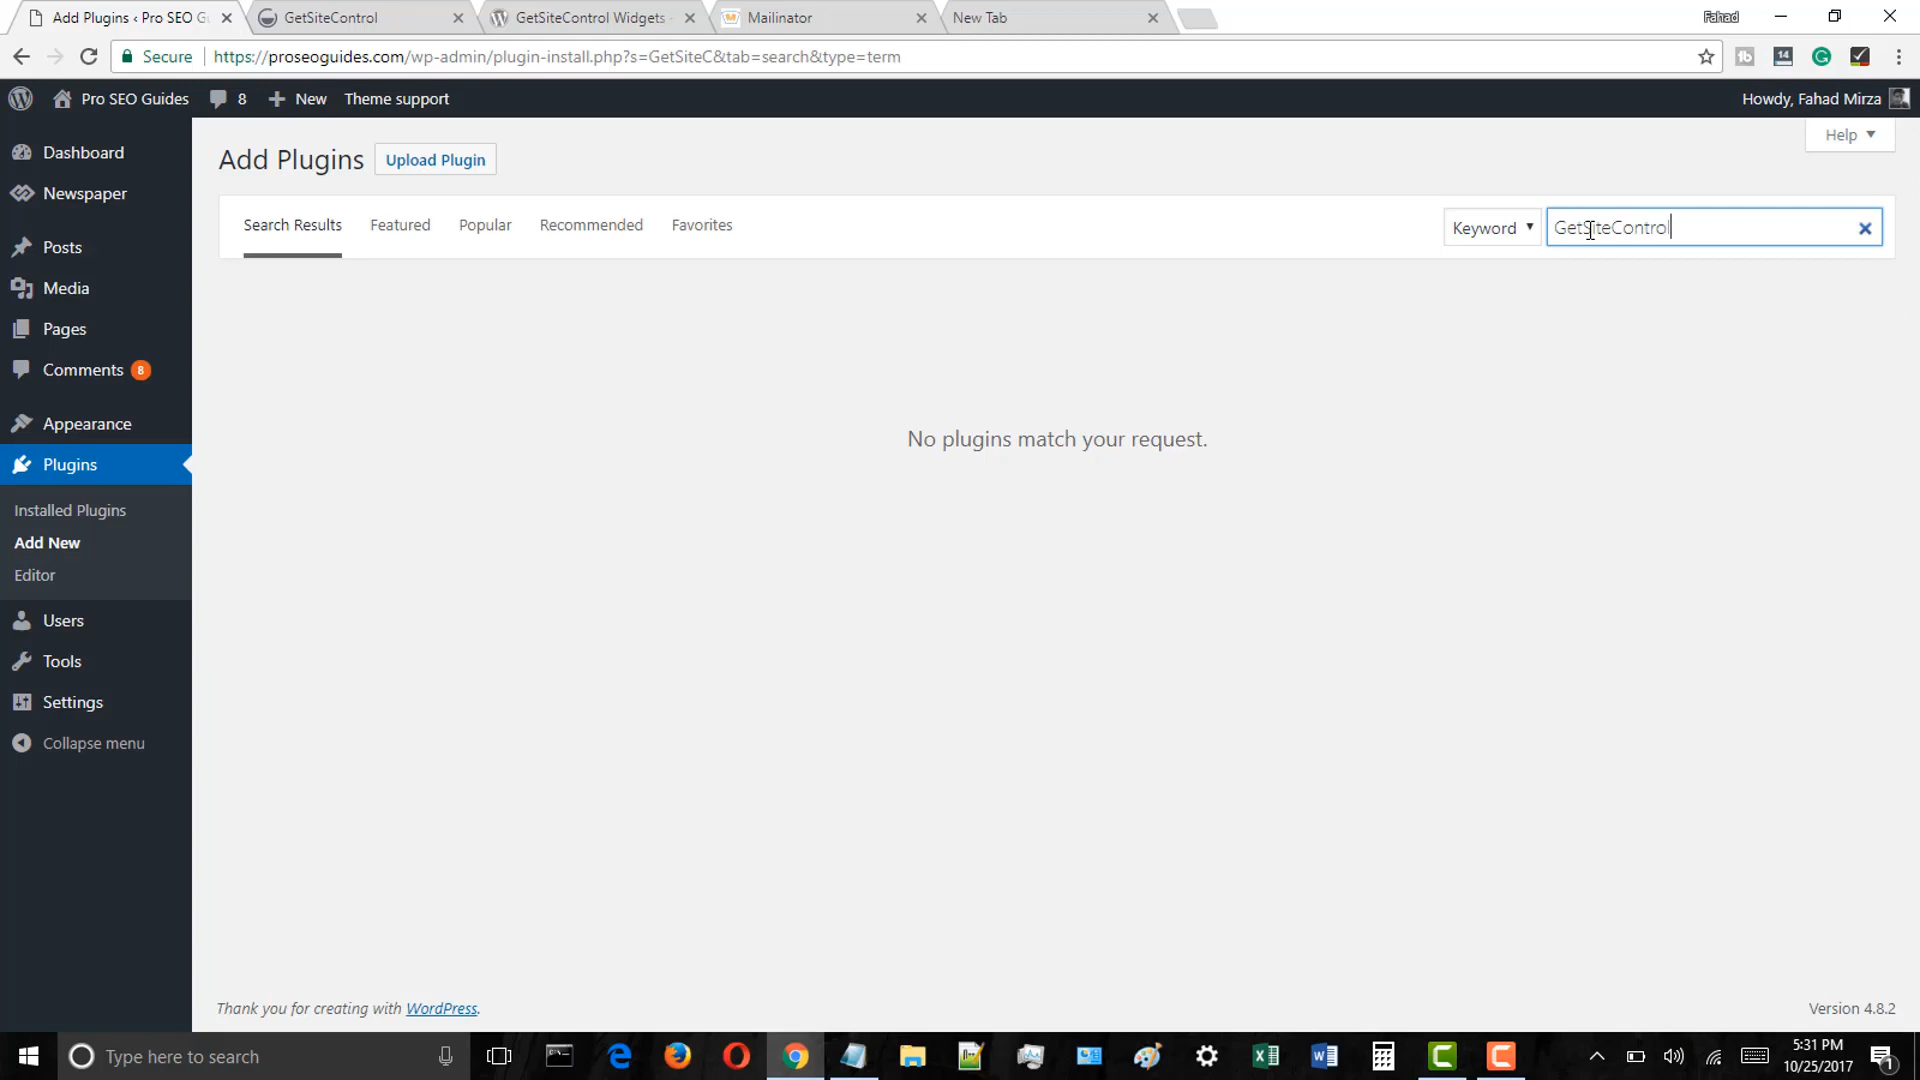 Add Plugins ‹ Pro SEO G
GetSiteControl
GetSiteControl Widgets
Mailinator
New Tab
Fahad
Secure
https://proseoguides.com/wp-admin/plugin-install.php?s=GetSiteC&tab=search&type=term
14
Pro SEO Guides
8
New
Theme support
Howdy, Fahad Mirza
Dashboard
Newspaper
Posts
Media
Pages
Comments 8
Appearance
Plugins
Installed Plugins
Add New
Editor
Users
Tools
Settings
Collapse menu
Help
Add Plugins
Upload Plugin
Search Results
Featured
Popular
Recommended
Favorites
Keyword
GetSiteControl
No plugins match your request.
Thank you for creating with WordPress.
Version 4.8.2
Type here to search
5:31 PM
10/25/2017
1